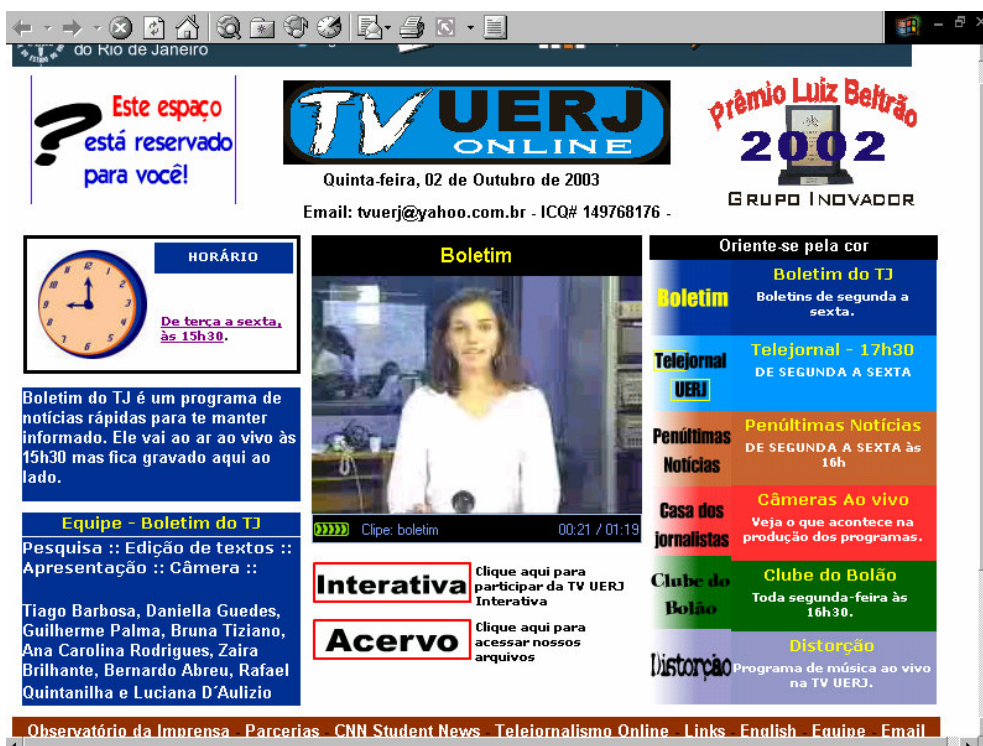 do Rio de Janeiro
Este espaço
está reservado
para você!
TV UERJ
ONLINE
Quinta-feira, 02 de Outubro de 2003
Email: tvuerj@yahoo.com.br - ICQ# 149768176 -
Prêmio Luiz Beltrão
2002
GRUPO INOVADOR
HORÁRIO
De terça a sexta,
às 15h30.
Boletim do TJ é um programa de
notícias rápidas para te manter
informado. Ele vai ao ar ao vivo às
15h30 mas fica gravado aqui ao
lado.
Equipe - Boletim do TJ
Pesquisa :: Edição de textos ::
Apresentação :: Câmera ::
Tiago Barbosa, Daniella Guedes,
Guilherme Palma, Bruna Tiziano,
Ana Carolina Rodrigues, Zaira
Brilhante, Bernardo Abreu, Rafael
Quintanilha e Luciana D´Aulizio
Boletim
Clipe: boletim 00:21 / 01:19
Interativa
Clique aqui para
participar da TV UERJ
Interativa
Acervo
Clique aqui para
acessar nossos
arquivos
Oriente-se pela cor
Boletim
Boletim do TJ
Boletins de segunda a
sexta.
Telejornal
UERJ
Telejornal - 17h30
DE SEGUNDA A SEXTA
Penúltimas
Notícias
Penúltimas Notícias
DE SEGUNDA A SEXTA às
16h
Casa dos
jornalistas
Câmeras Ao vivo
Veja o que acontece na
produção dos programas.
Clube do
Bolão
Clube do Bolão
Toda segunda-feira às
16h30.
Distorção
Distorção
Programa de música ao vivo
na TV UERJ.
Observatório da Imprensa - Parcerias - CNN Student News - Telejornalismo Online - Links - English - Equipe - Email